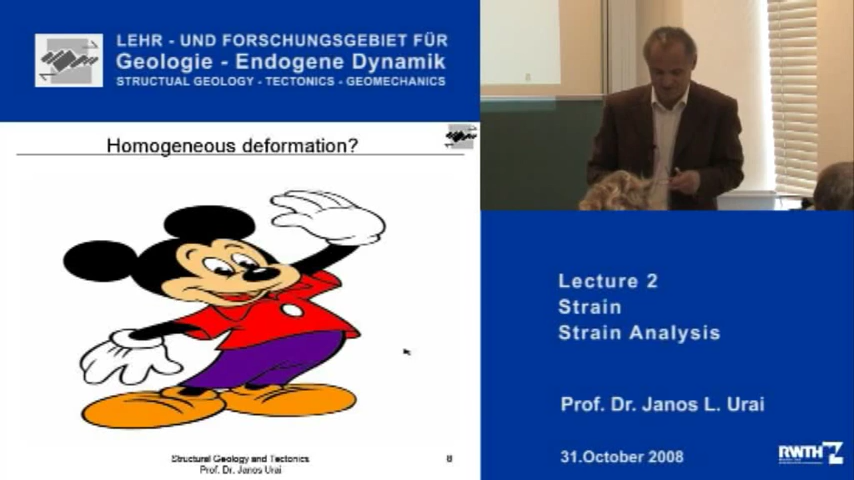 LEHR - UND FORSCHUNGSGEBIET FÜR
Geologie - Endogene Dynamik
STRUCTUAL GEOLOGY - TECTONICS - GEOMECHANICS
Homogeneous deformation?
Structural Geology and Tectonics
Prof. Dr. Janos Urai
8
Lecture 2
Strain
Strain Analysis
Prof. Dr. Janos L. Urai
31.October 2008
RWTH